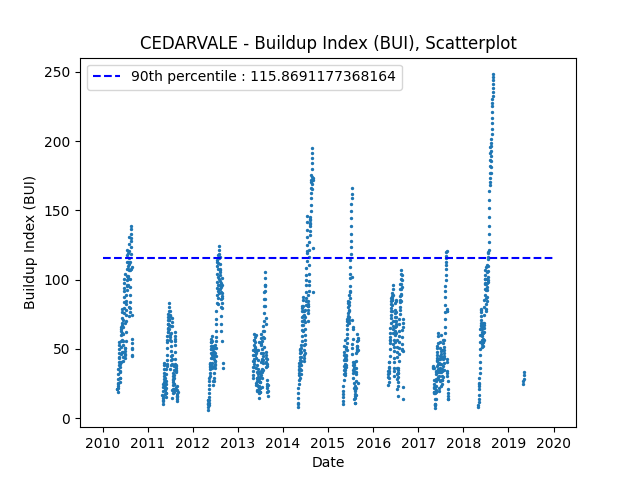 CEDARVALE - Buildup Index (BUI), Scatterplot
90th percentile : 115.8691177368164
Buildup Index (BUI)
250
200
150
100
50
0
2010 2011 2012 2013 2014 2015 2016 2017 2018 2019 2020
Date